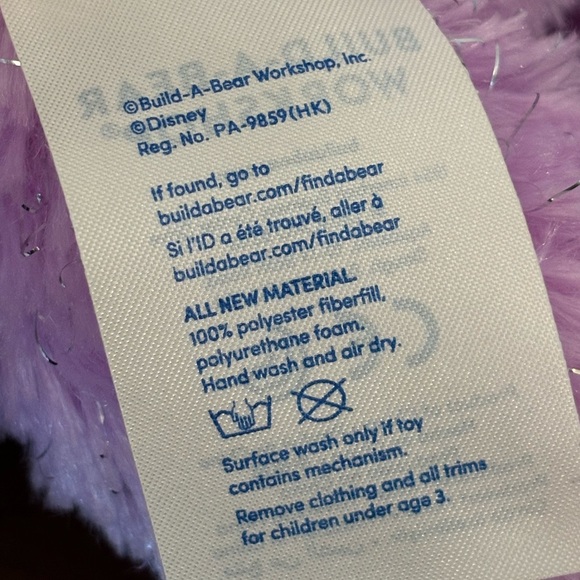 ©Build-A-Bear Workshop, Inc.
©Disney
Reg. No. PA-9859(HK)
If found, go to
buildabear.com/findabear
Si l'ID a été trouvé, aller à
buildabear.com/findabear
ALL NEW MATERIAL.
100% polyester fiberfill,
polyurethane foam.
Hand wash and air dry.
Surface wash only if toy
contains mechanism.
Remove clothing and all trims
for children under age 3.